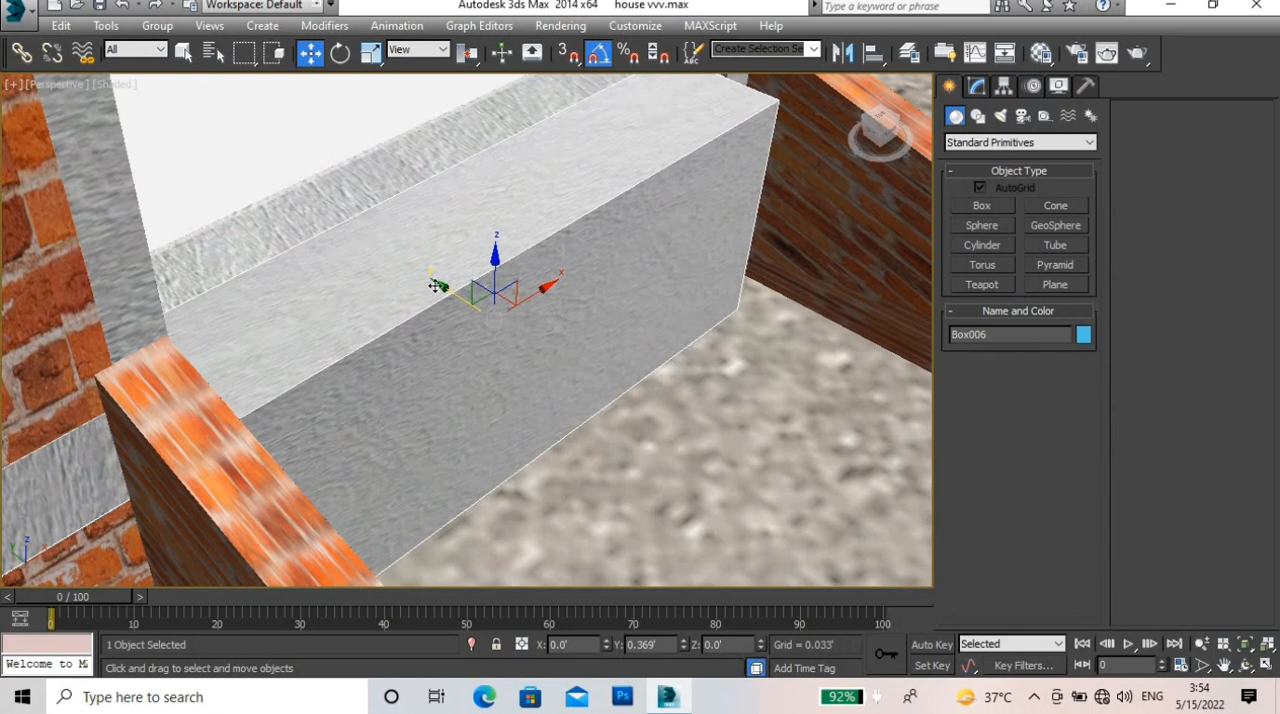 Workspace: Default
Autodesk 3ds Max 2014 x64
house vvv.max
Type a keyword or phrase
Edit Tools Group Views Create Modifiers Animation Graph Editors Rendering Customize MAXScript Help
All
View
3
Create Selection Se
[+][Perspective][Shaded]
Standard Primitives
- Object Type
AutoGrid
Box Cone
Sphere GeoSphere
Cylinder Tube
Torus Pyramid
Teapot Plane
- Name and Color
Box006
z
x
z
x
< 0 / 100 >
0 10 20 30 40 50 60 70 80 90 100
1 Object Selected
X: 0.0' Y: 0.369' Z: 0.0' Grid = 0.033'
Auto Key Selected
Welcome to M
Click and drag to select and move objects
Add Time Tag
Set Key Key Filters... 0
Type here to search
Ps
92%
37°C
ENG
3:54
5/15/2022